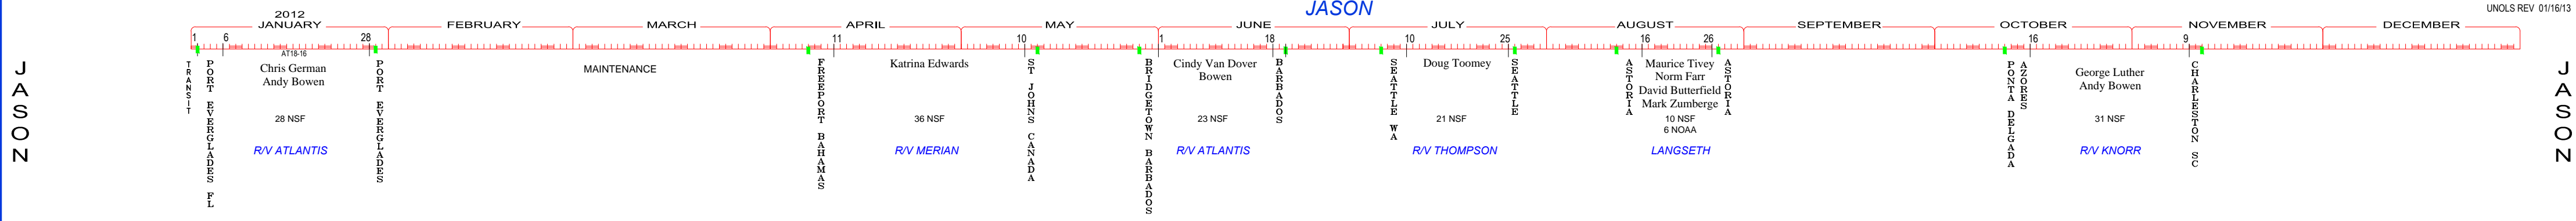 JASON
UNOLS REV 01/16/13
2012
JANUARY FEBRUARY MARCH APRIL MAY JUNE JULY AUGUST SEPTEMBER OCTOBER NOVEMBER DECEMBER
1 6 28 11 10 1 18 10 25 16 26 16 9
AT18-16
JASON
TRANSIT
PORT EVERGLADES FL
Chris German
Andy Bowen
28 NSF
R/V ATLANTIS
PORT EVERGLADES
MAINTENANCE
FREEPORT BAHAMAS
Katrina Edwards
36 NSF
R/V MERIAN
ST JOHNS CANADA
BRIDGETOWN BARBADOS
Cindy Van Dover
Bowen
23 NSF
R/V ATLANTIS
BARBADOS
SEATTLE WA
Doug Toomey
21 NSF
R/V THOMPSON
SEATTLE
ASTORIA
Maurice Tivey
Norm Farr
David Butterfield
Mark Zumberge
10 NSF
6 NOAA
LANGSETH
ASTORIA
PONTA DELGADA
AZORES
George Luther
Andy Bowen
31 NSF
R/V KNORR
CHARLESTON SC
JASON